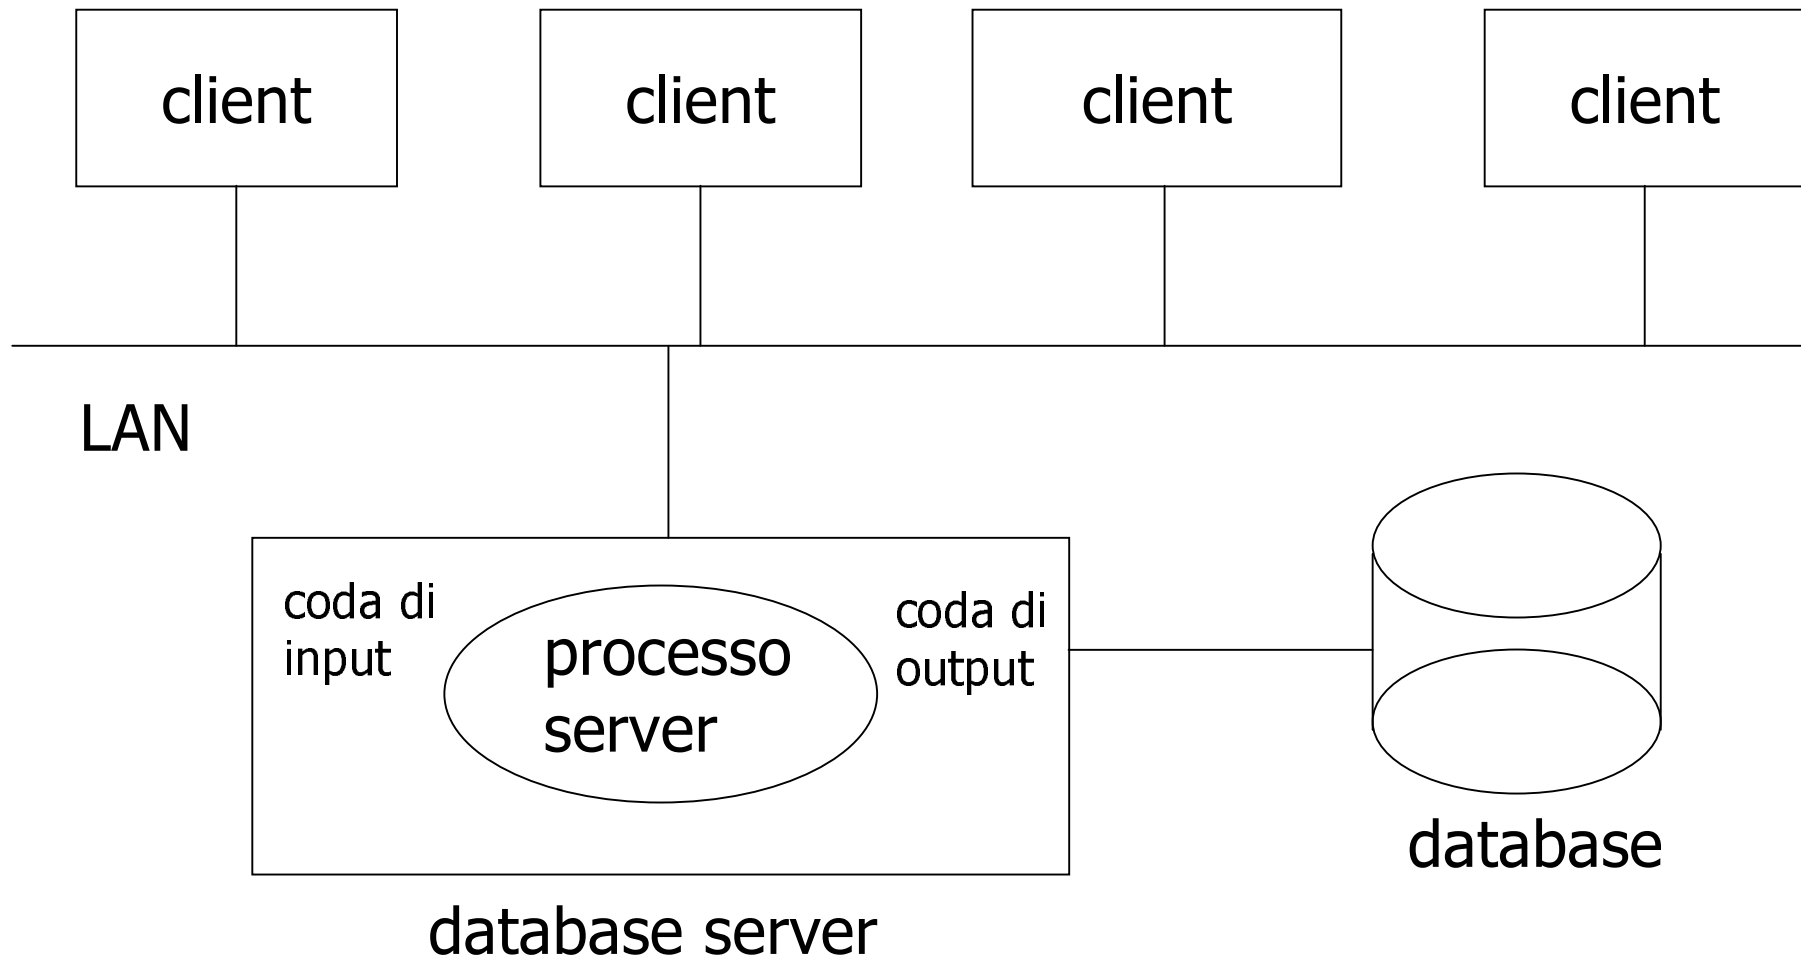 client
client
client
client
LAN
coda di
input
processo
server
coda di
output
database
database server